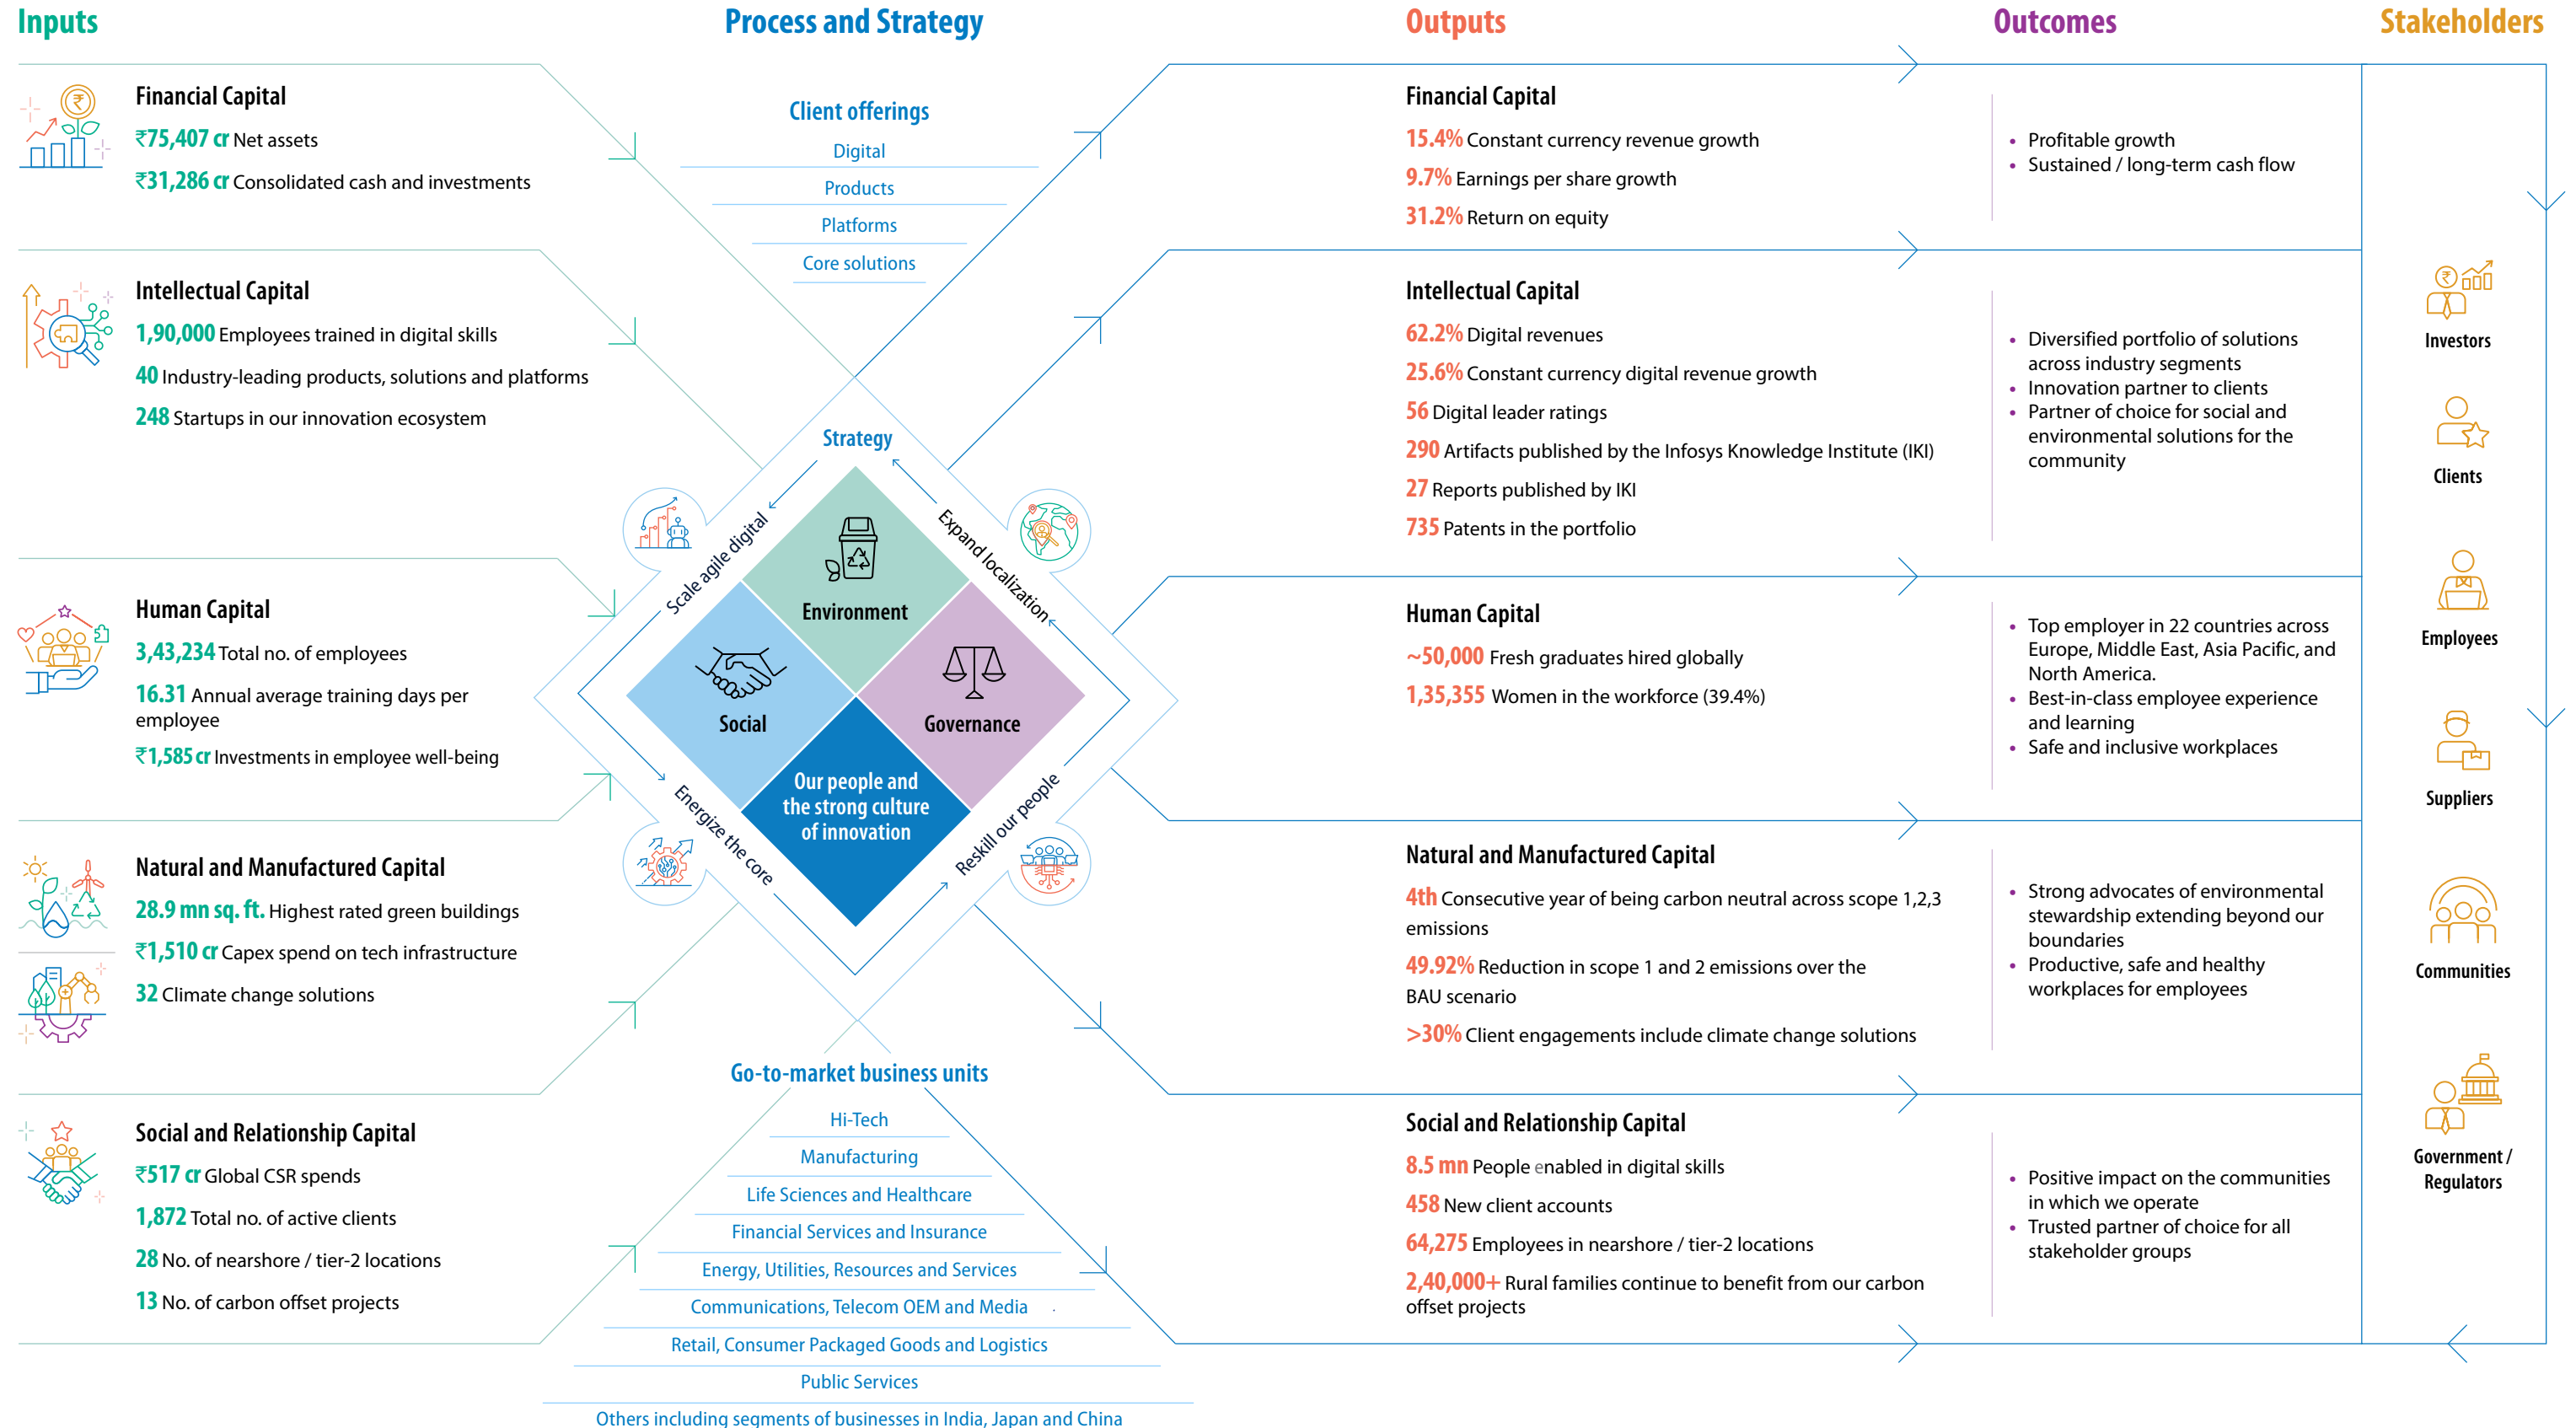 Inputs
Financial Capital
₹75,407 cr Net assets
₹31,286 cr Consolidated cash and investments
Intellectual Capital
1,90,000 Employees trained in digital skills
40 Industry-leading products, solutions and platforms
248 Startups in our innovation ecosystem
Human Capital
3,43,234 Total no. of employees
16.31 Annual average training days per
employee
₹1,585 cr Investments in employee well-being
Natural and Manufactured Capital
28.9 mn sq. ft. Highest rated green buildings
₹1,510 cr Capex spend on tech infrastructure
32 Climate change solutions
Social and Relationship Capital
₹517 cr Global CSR spends
1,872 Total no. of active clients
28 No. of nearshore / tier-2 locations
13 No. of carbon offset projects
Process and Strategy
Client offerings
Digital
Products
Platforms
Core solutions
Strategy
Scale agile digital
Expand localization
Environment
Social
Governance
Our people and
the strong culture
of innovation
Energize the core
Reskill our people
Go-to-market business units
Hi-Tech
Manufacturing
Life Sciences and Healthcare
Financial Services and Insurance
Energy, Utilities, Resources and Services
Communications, Telecom OEM and Media
Retail, Consumer Packaged Goods and Logistics
Public Services
Others including segments of businesses in India, Japan and China
Outputs
Financial Capital
15.4% Constant currency revenue growth
9.7% Earnings per share growth
31.2% Return on equity
Intellectual Capital
62.2% Digital revenues
25.6% Constant currency digital revenue growth
56 Digital leader ratings
290 Artifacts published by the Infosys Knowledge Institute (IKI)
27 Reports published by IKI
735 Patents in the portfolio
Human Capital
~50,000 Fresh graduates hired globally
1,35,355 Women in the workforce (39.4%)
Natural and Manufactured Capital
4th Consecutive year of being carbon neutral across scope 1,2,3
emissions
49.92% Reduction in scope 1 and 2 emissions over the
BAU scenario
>30% Client engagements include climate change solutions
Social and Relationship Capital
8.5 mn People enabled in digital skills
458 New client accounts
64,275 Employees in nearshore / tier-2 locations
2,40,000+ Rural families continue to benefit from our carbon
offset projects
Outcomes
• Profitable growth
• Sustained / long-term cash flow
• Diversified portfolio of solutions
across industry segments
• Innovation partner to clients
• Partner of choice for social and
environmental solutions for the
community
• Top employer in 22 countries across
Europe, Middle East, Asia Pacific, and
North America.
• Best-in-class employee experience
and learning
• Safe and inclusive workplaces
• Strong advocates of environmental
stewardship extending beyond our
boundaries
• Productive, safe and healthy
workplaces for employees
• Positive impact on the communities
in which we operate
• Trusted partner of choice for all
stakeholder groups
Stakeholders
Investors
Clients
Employees
Suppliers
Communities
Government /
Regulators